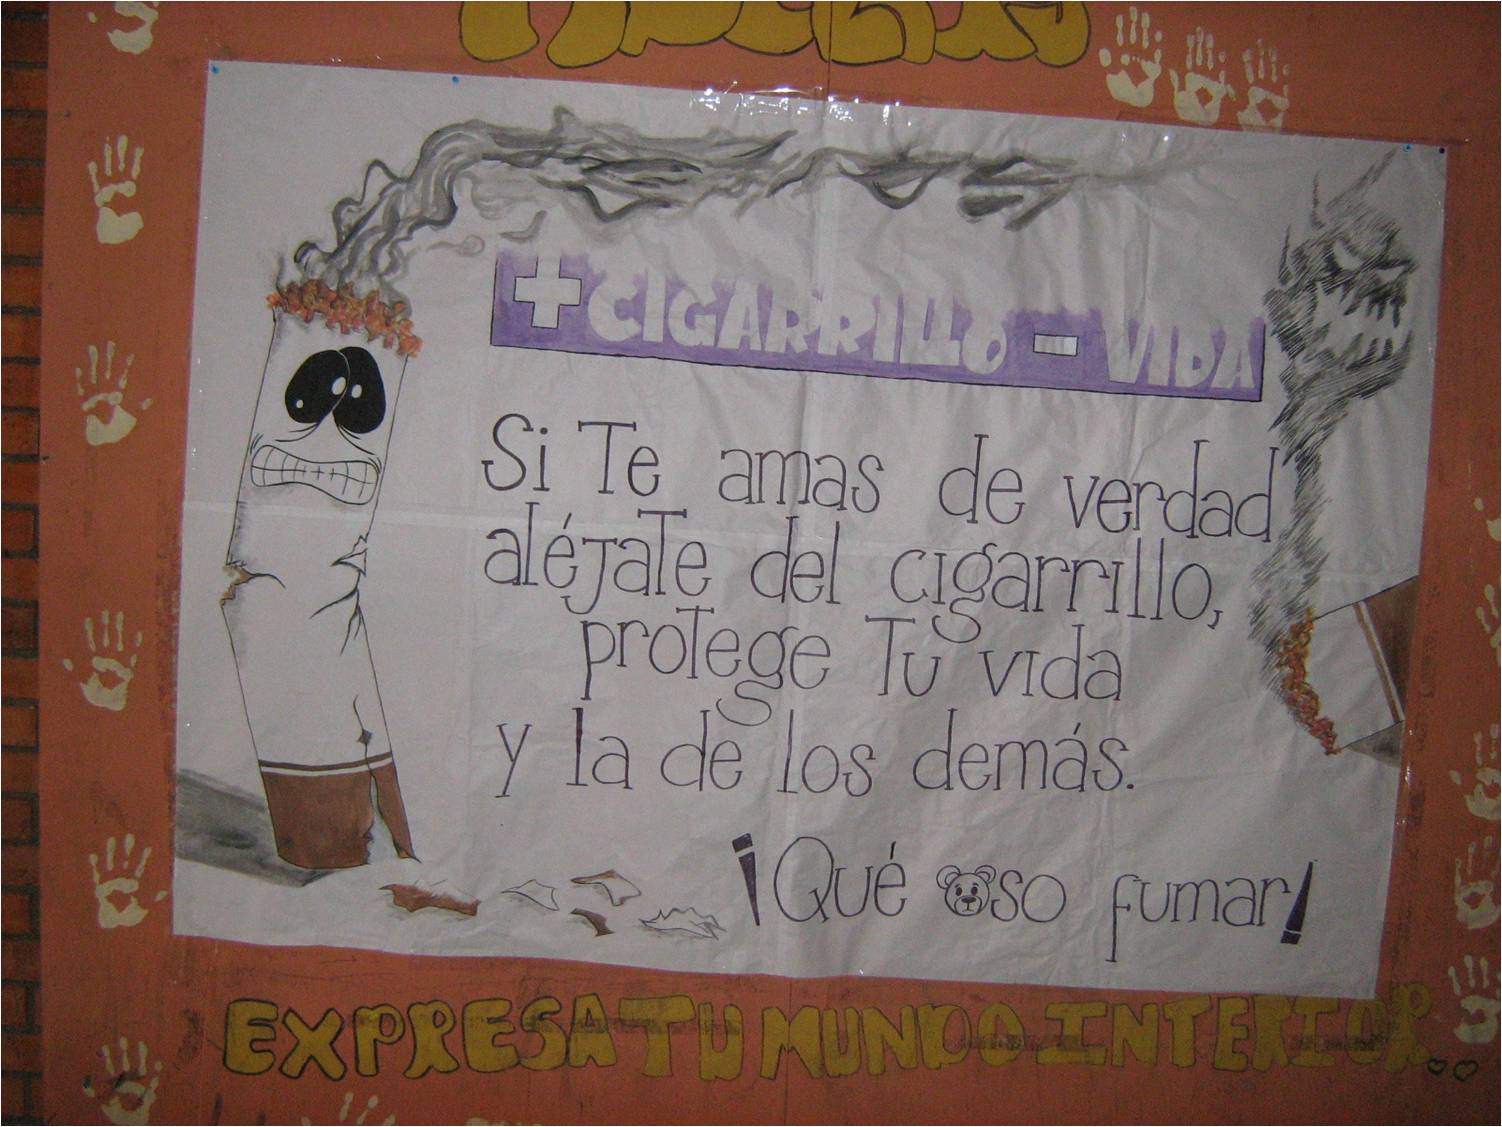 + CIGARRILLO - VIDA
Si Te amas de verdad
aléjate del cigarrillo,
protege Tu vida
y la de los demás.
¡Qué oso fumar!
EXPRESA TU MUNDO INTERIOR..